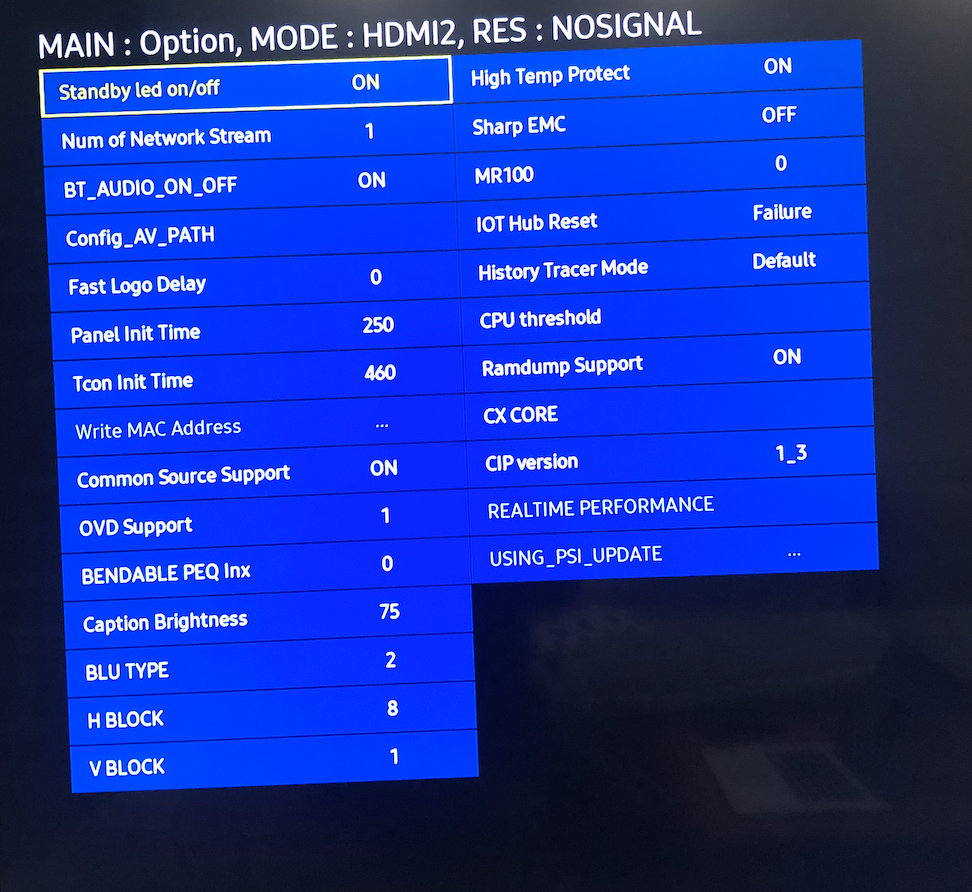 MAIN : Option, MODE : HDMI2, RES : NOSIGNAL
Standby led on/off ON
Num of Network Stream 1
BT_AUDIO_ON_OFF ON
Config_AV_PATH
Fast Logo Delay 0
Panel Init Time 250
Tcon Init Time 460
Write MAC Address ...
Common Source Support ON
OVD Support 1
BENDABLE PEQ Inx 0
Caption Brightness 75
BLU TYPE 2
H BLOCK 8
V BLOCK 1
High Temp Protect ON
Sharp EMC OFF
MR100 0
IOT Hub Reset Failure
History Tracer Mode Default
CPU threshold
Ramdump Support ON
CX CORE
CIP version 1_3
REALTIME PERFORMANCE
USING_PSI_UPDATE ...